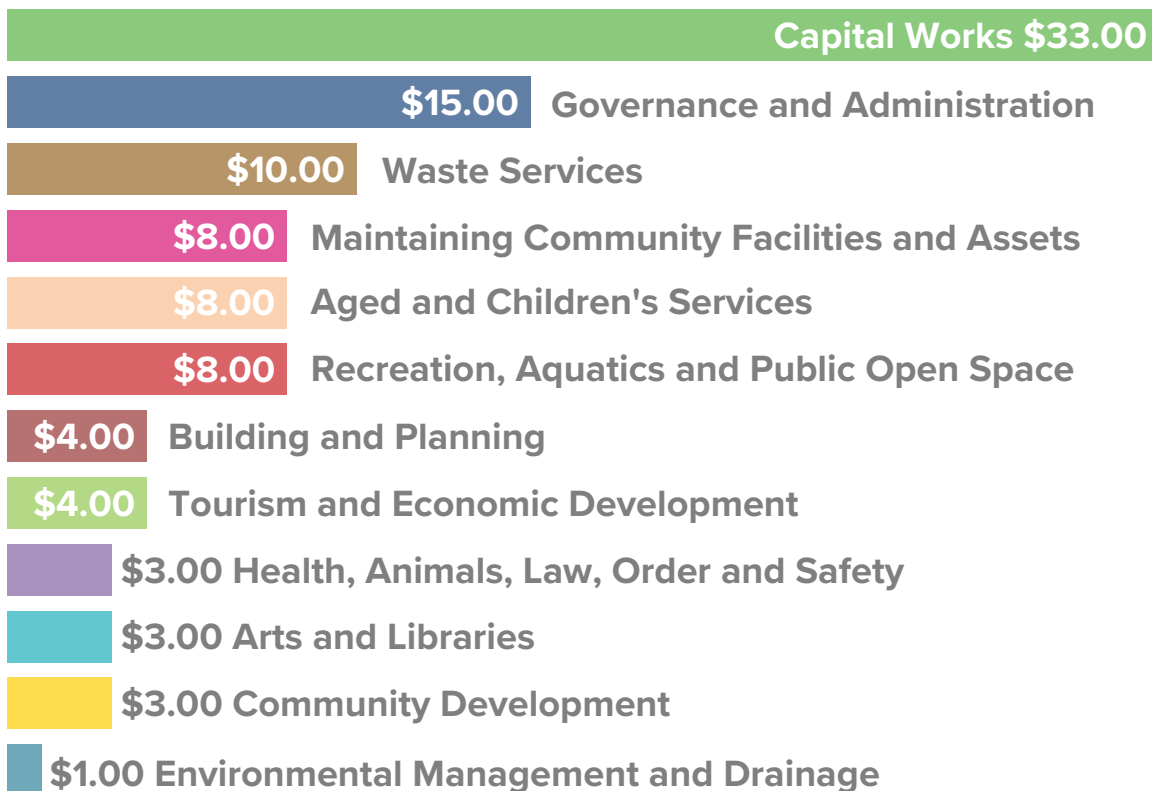 Capital Works $33.00
$15.00 Governance and Administration
$10.00 Waste Services
$8.00 Maintaining Community Facilities and Assets
$8.00 Aged and Children's Services
$8.00 Recreation, Aquatics and Public Open Space
$4.00 Building and Planning
$4.00 Tourism and Economic Development
$3.00 Health, Animals, Law, Order and Safety
$3.00 Arts and Libraries
$3.00 Community Development
$1.00 Environmental Management and Drainage